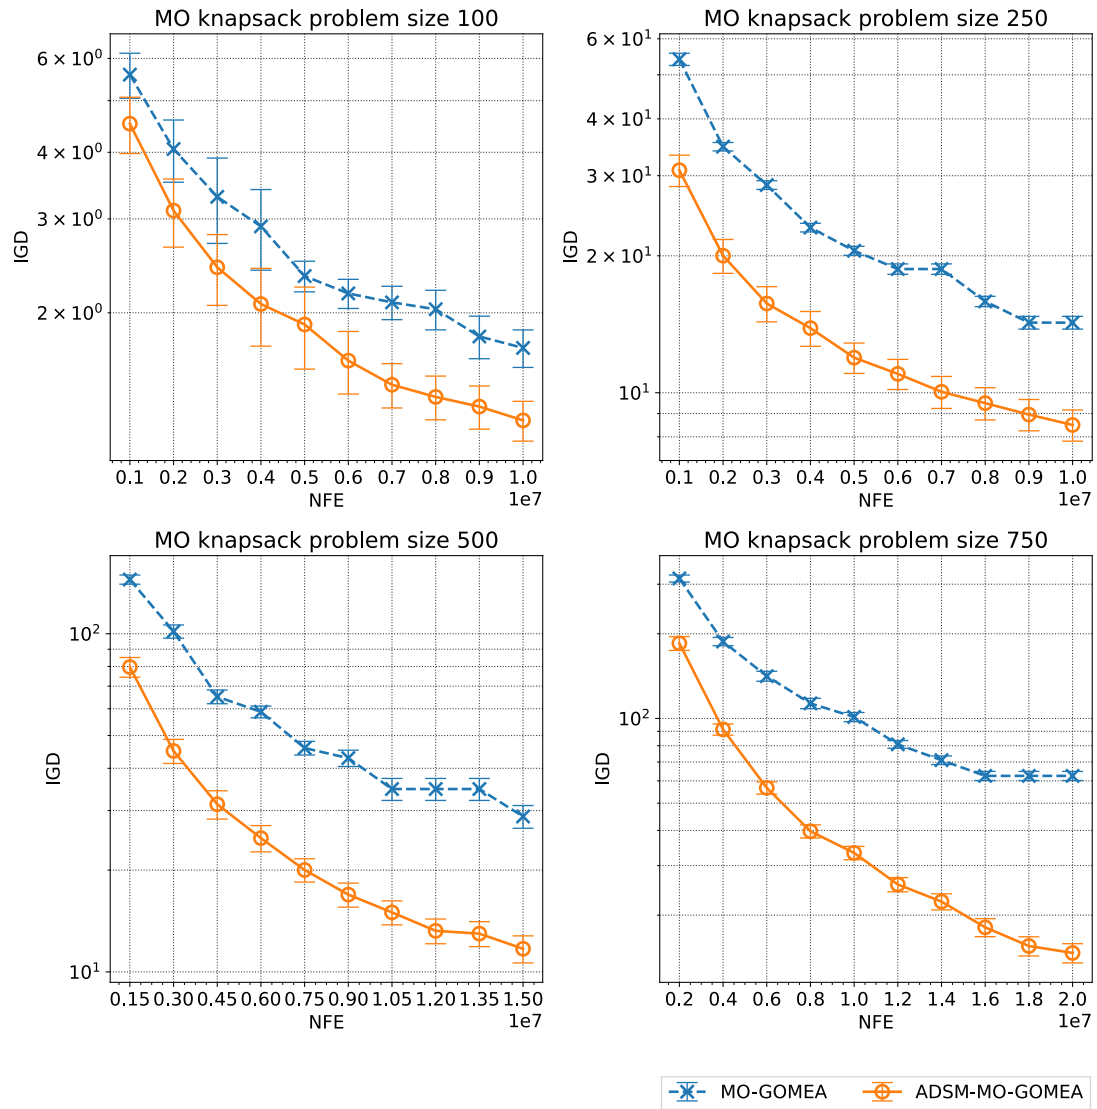 MO knapsack problem size 100
6 × 10⁰
4 × 10⁰
3 × 10⁰
2 × 10⁰
IGD
0.1 0.2 0.3 0.4 0.5 0.6 0.7 0.8 0.9 1.0
NFE 1e7
MO knapsack problem size 250
6 × 10¹
4 × 10¹
3 × 10¹
2 × 10¹
10¹
IGD
0.1 0.2 0.3 0.4 0.5 0.6 0.7 0.8 0.9 1.0
NFE 1e7
MO knapsack problem size 500
10²
10¹
IGD
0.15 0.30 0.45 0.60 0.75 0.90 1.05 1.20 1.35 1.50
NFE 1e7
MO knapsack problem size 750
10²
IGD
0.2 0.4 0.6 0.8 1.0 1.2 1.4 1.6 1.8 2.0
NFE 1e7
MO-GOMEA ADSM-MO-GOMEA